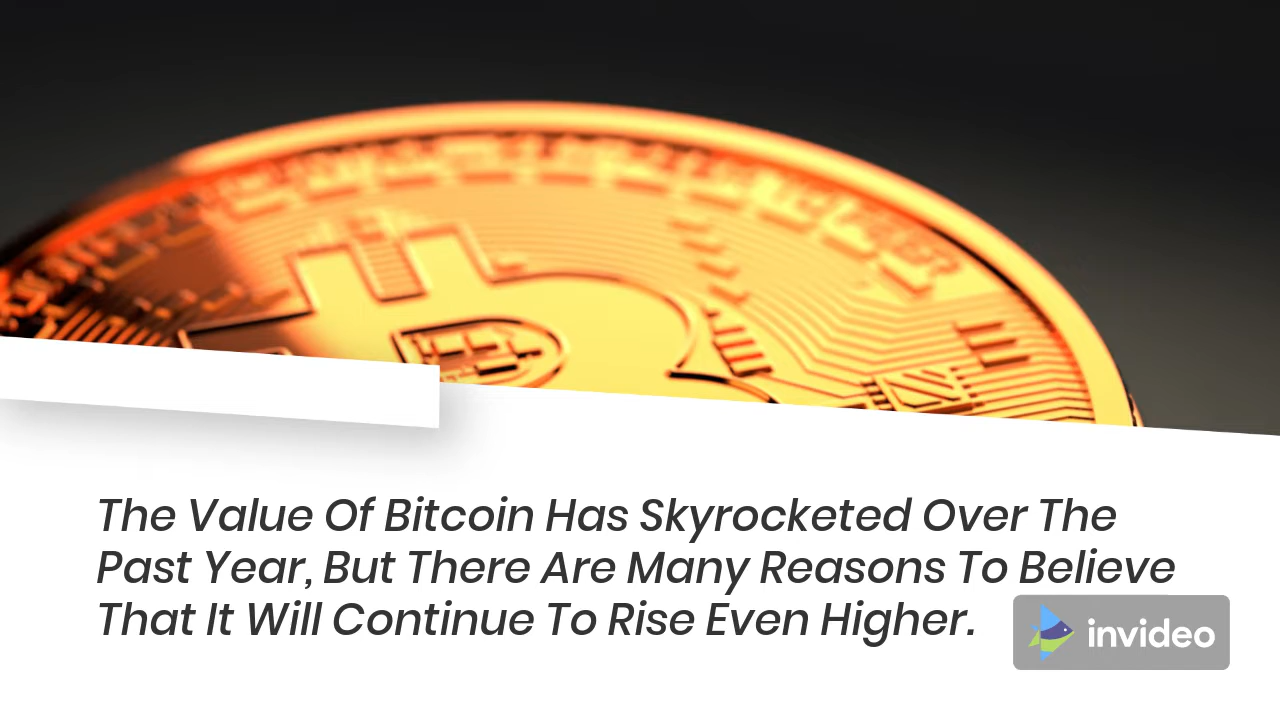 The Value Of Bitcoin Has Skyrocketed Over The
Past Year, But There Are Many Reasons To Believe
That It Will Continue To Rise Even Higher.
invideo